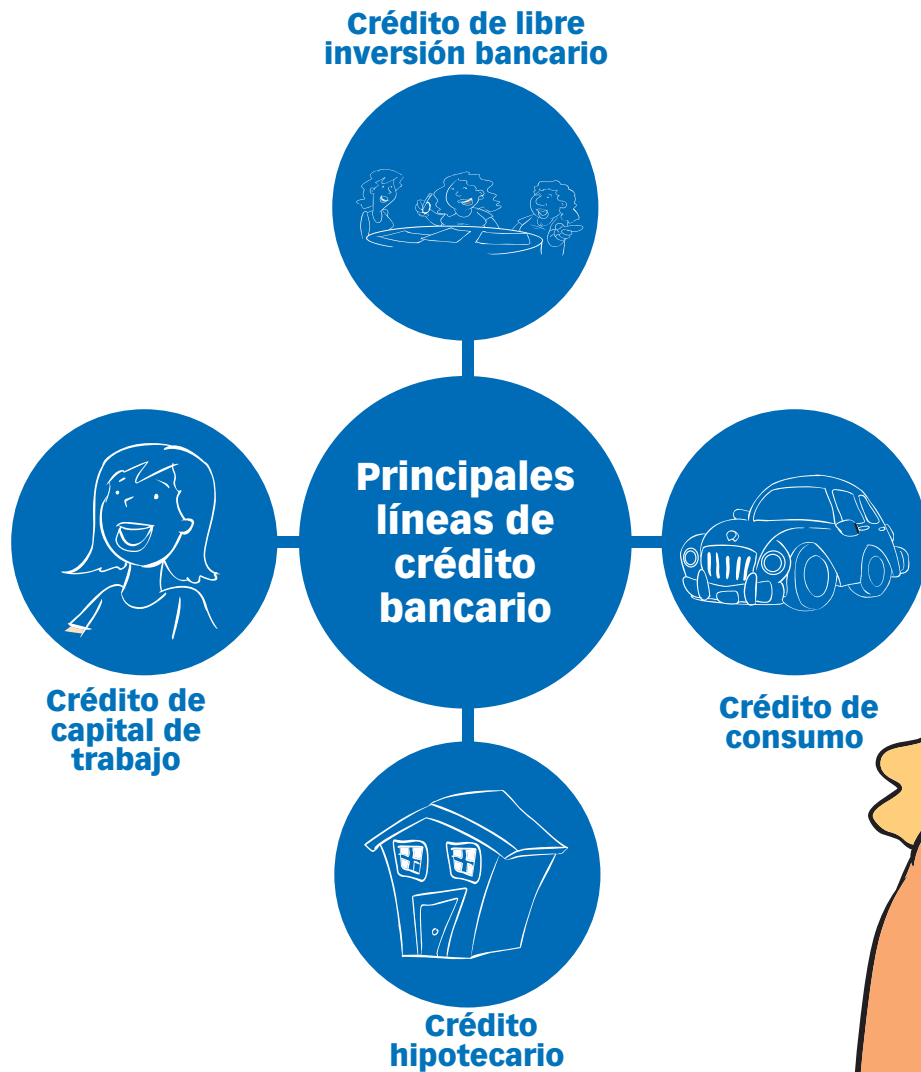 Crédito de libre
inversión bancario
Principales
líneas de
crédito
bancario
Crédito de
capital de
trabajo
Crédito de
consumo
Crédito
hipotecario